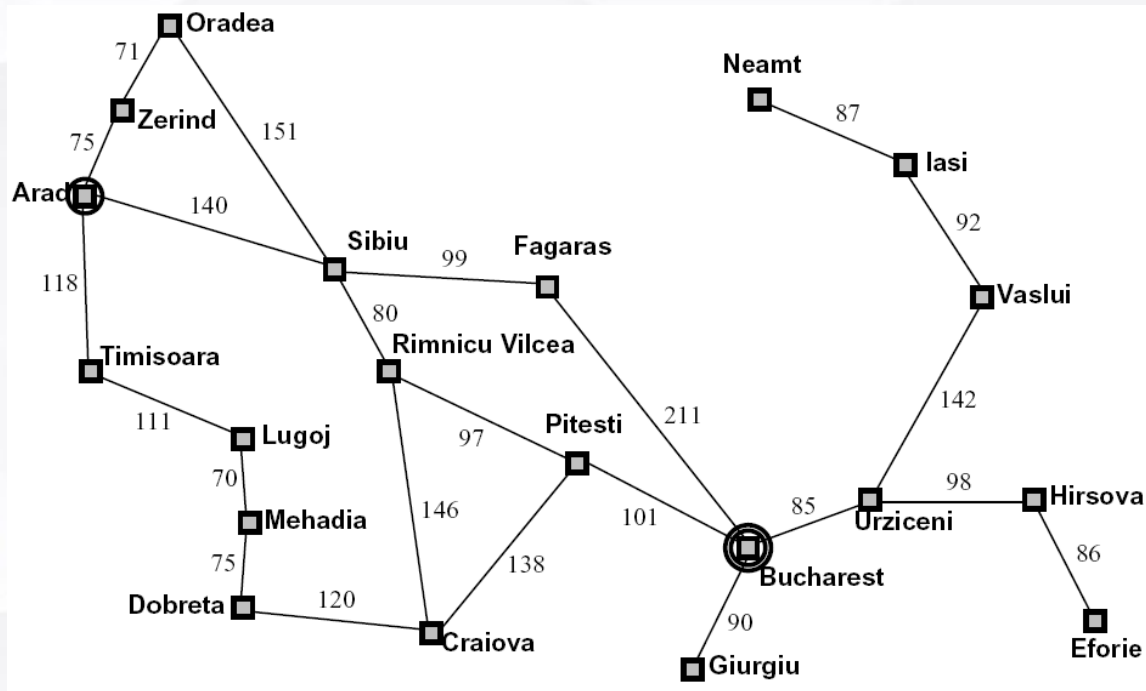 Oradea
71
Neamt
87
Zerind
151
75
Iasi
Arad
140
92
Sibiu
Fagaras
99
118
80
Vaslui
Rimnicu Vilcea
Timisoara
142
211
111
Pitesti
Lugoj
97
70
98
Hirsova
146
101
85
Urziceni
Mehadia
86
75
138
Bucharest
Dobreta
120
90
Craiova
Eforie
Giurgiu